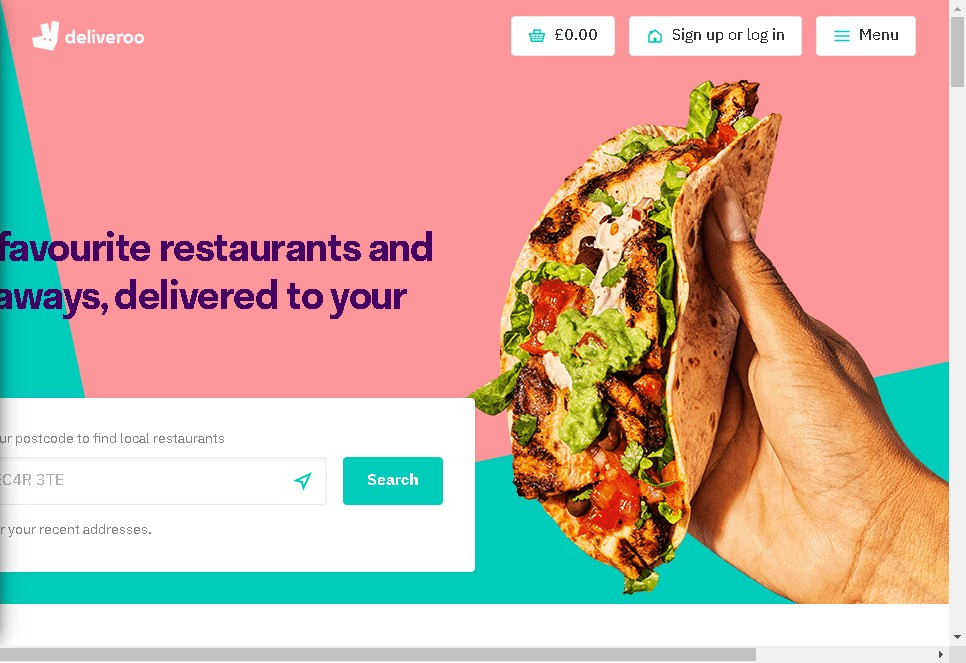 deliveroo
£0.00
Sign up or log in
Menu
favourite restaurants and
aways, delivered to your
ur postcode to find local restaurants
EC4R 3TE
Search
r your recent addresses.